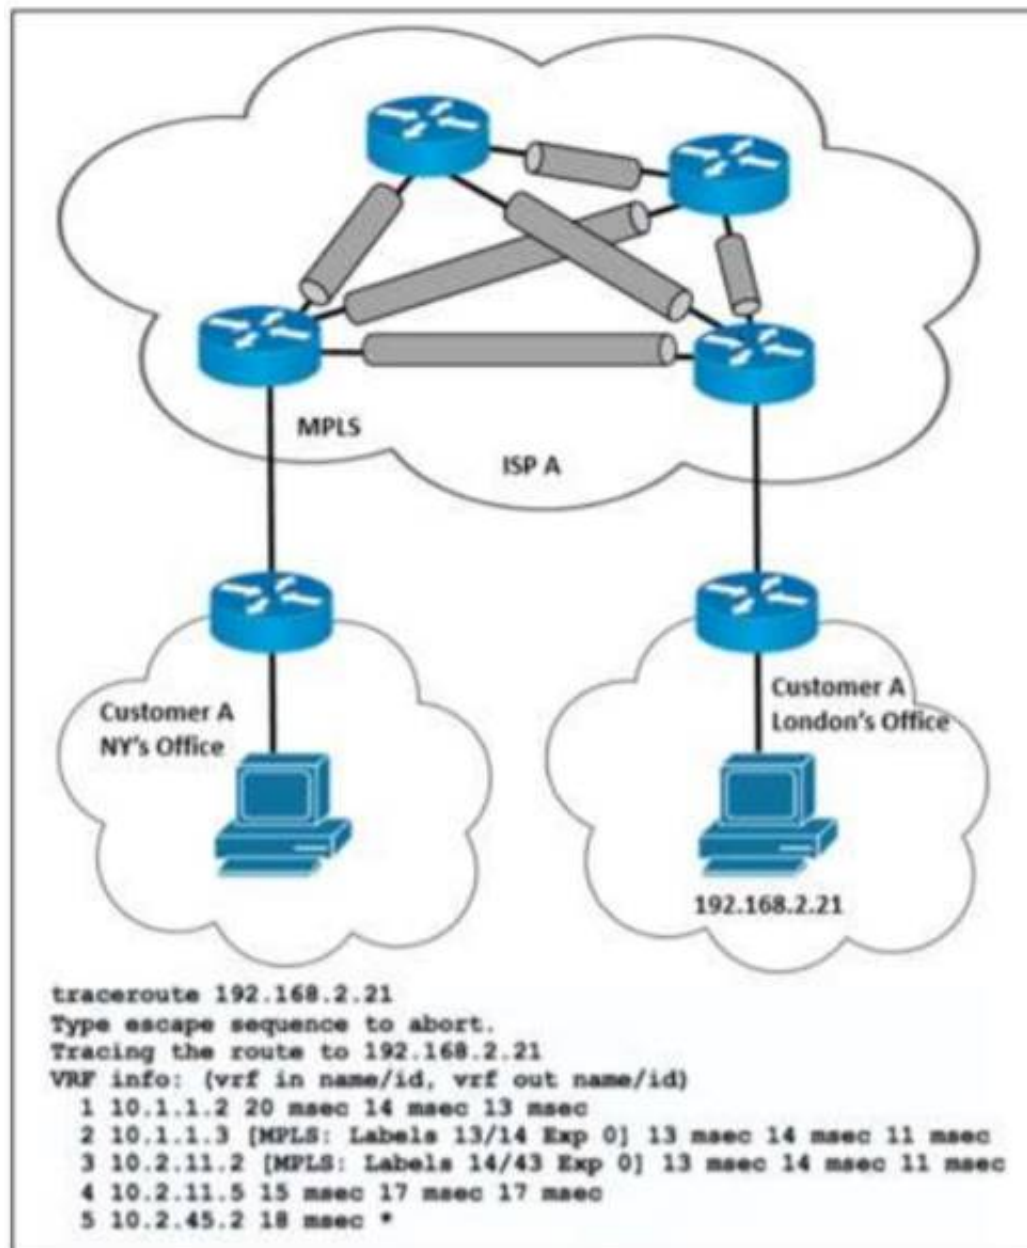 MPLS
ISP A
Customer A
NY's Office
Customer A
London's Office
192.168.2.21
traceroute 192.168.2.21
Type escape sequence to abort.
Tracing the route to 192.168.2.21
VRF info: (vrf in name/id, vrf out name/id)
1 10.1.1.2 20 msec 14 msec 13 msec
2 10.1.1.3 [MPLS: Labels 13/14 Exp 0] 13 msec 14 msec 11 msec
3 10.2.11.2 [MPLS: Labels 14/43 Exp 0] 13 msec 14 msec 11 msec
4 10.2.11.5 15 msec 17 msec 17 msec
5 10.2.45.2 18 msec *